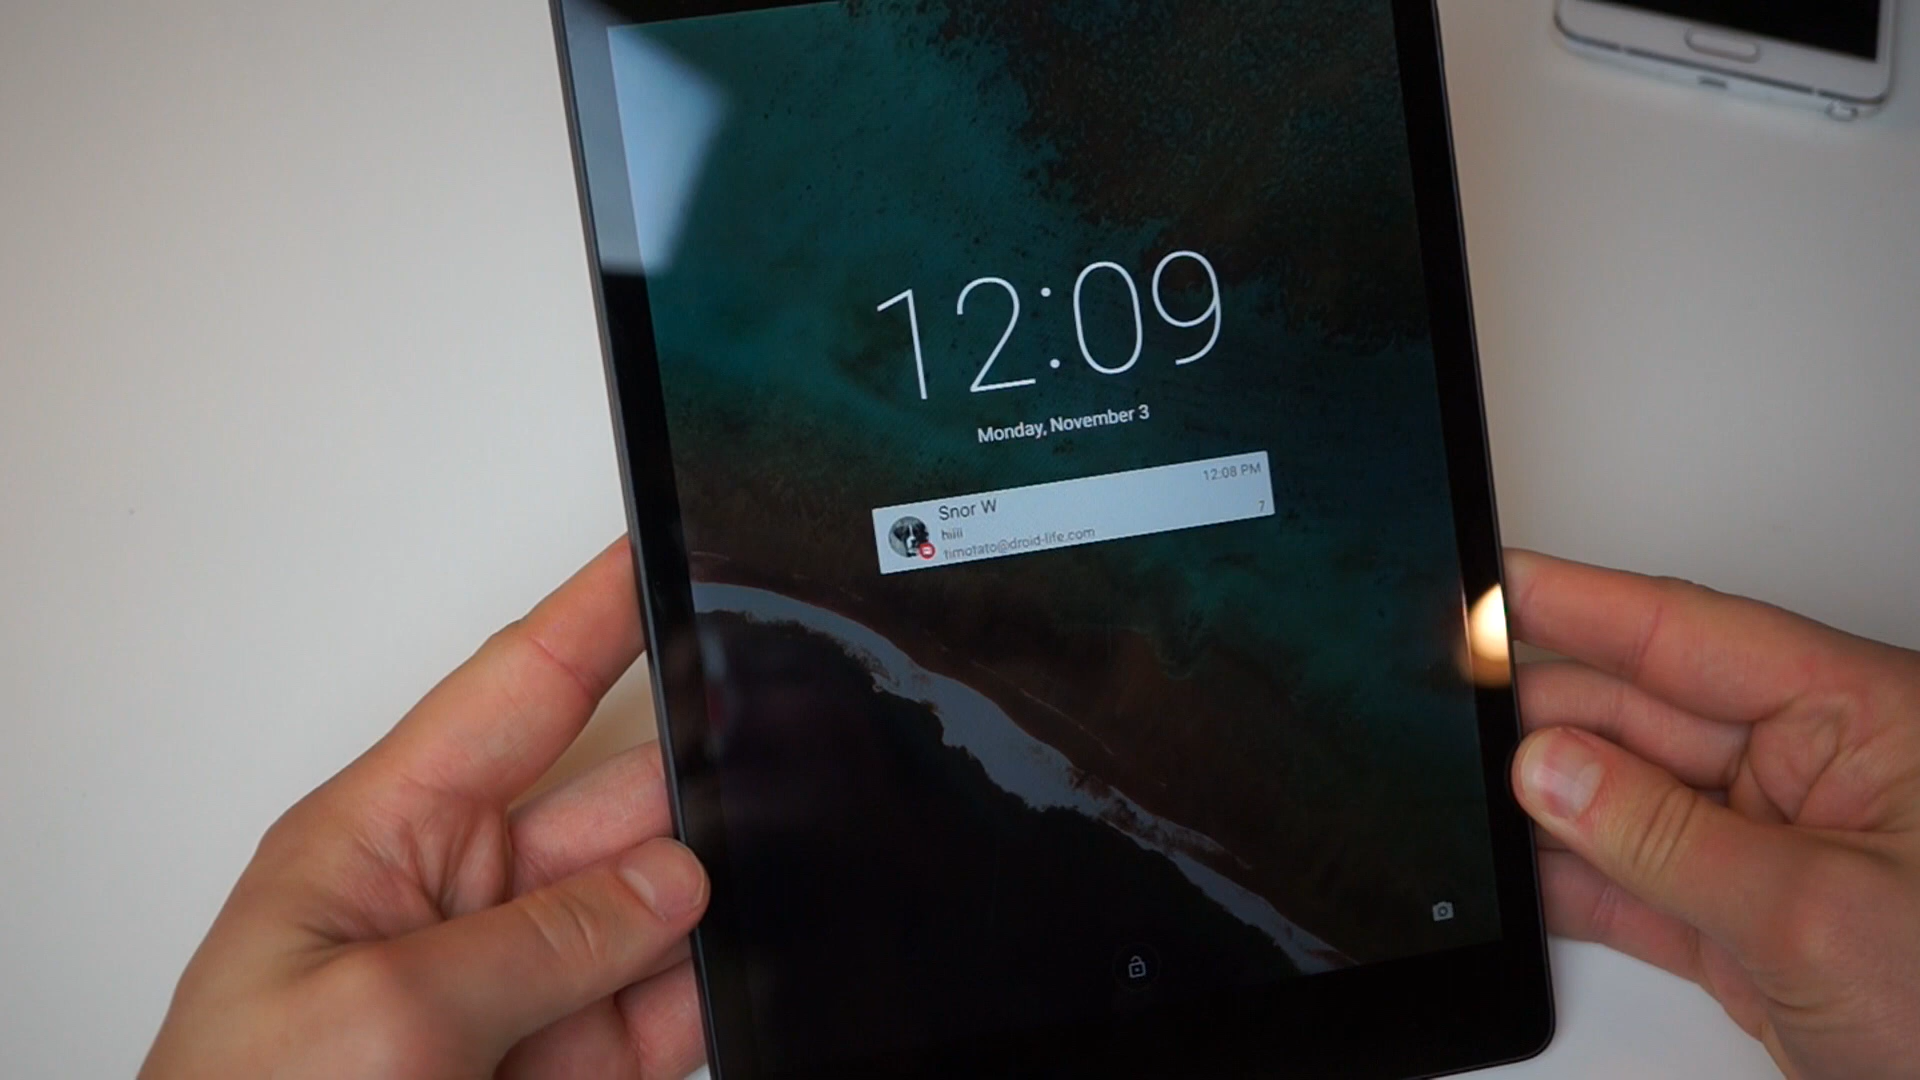 12:09
Monday, November 3
Snor W
12:08 PM
hiiii
7
timotato@droid-life.com